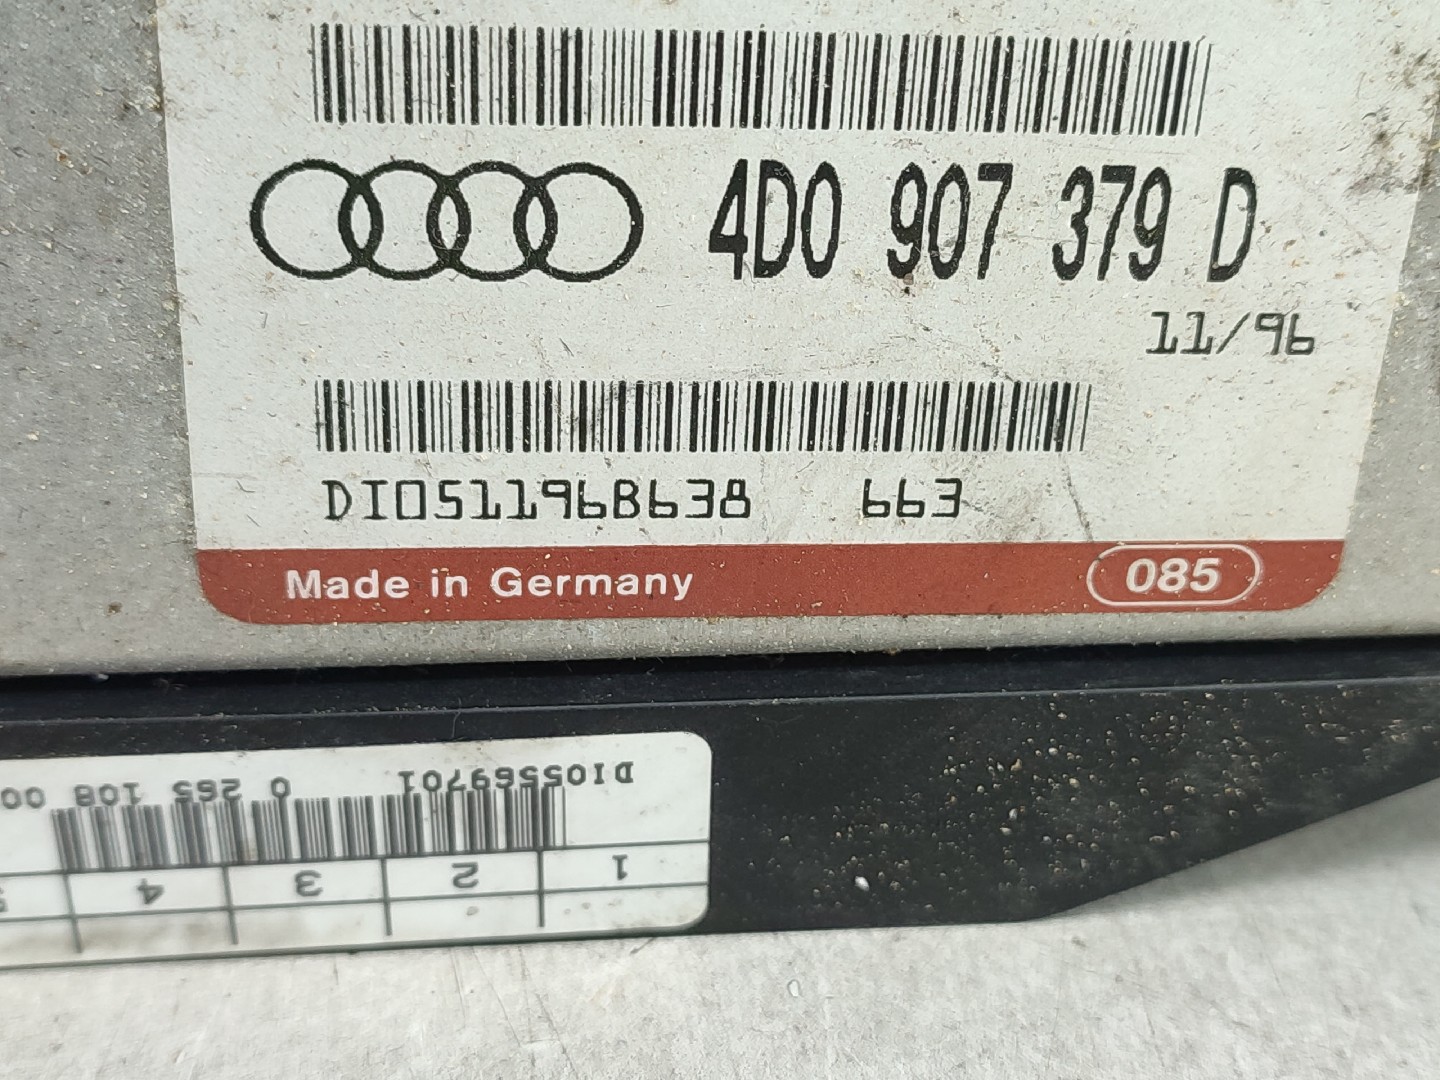 4D0 907 379 D
11/96
DI0511968638 663
Made in Germany 085
DI05569701 0 265 108 00
1 2 3 4